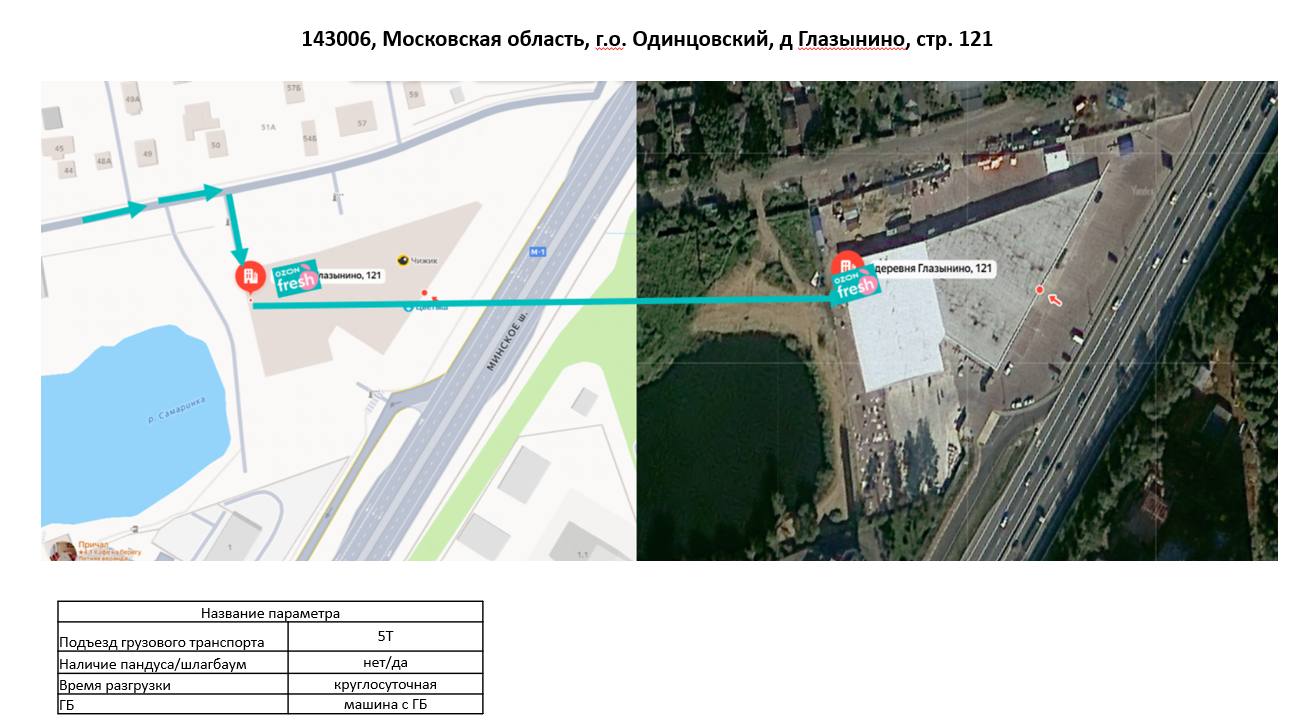 143006, Московская область, г.о. Одинцовский, д Глазынино, стр. 121
49А
57Б
59
51А
57
54Б
50
49
48А
45
44
OZON
fresh
лазынино, 121
Чижик
М-1
МИНСКОЕ ш.
р. Самаринка
Причал
1
1.1
OZON
fresh
деревня Глазынино, 121
Yandex
Название параметра
Подъезд грузового транспорта 5Т
Наличие пандуса/шлагбаум нет/да
Время разгрузки круглосуточная
ГБ машина с ГБ